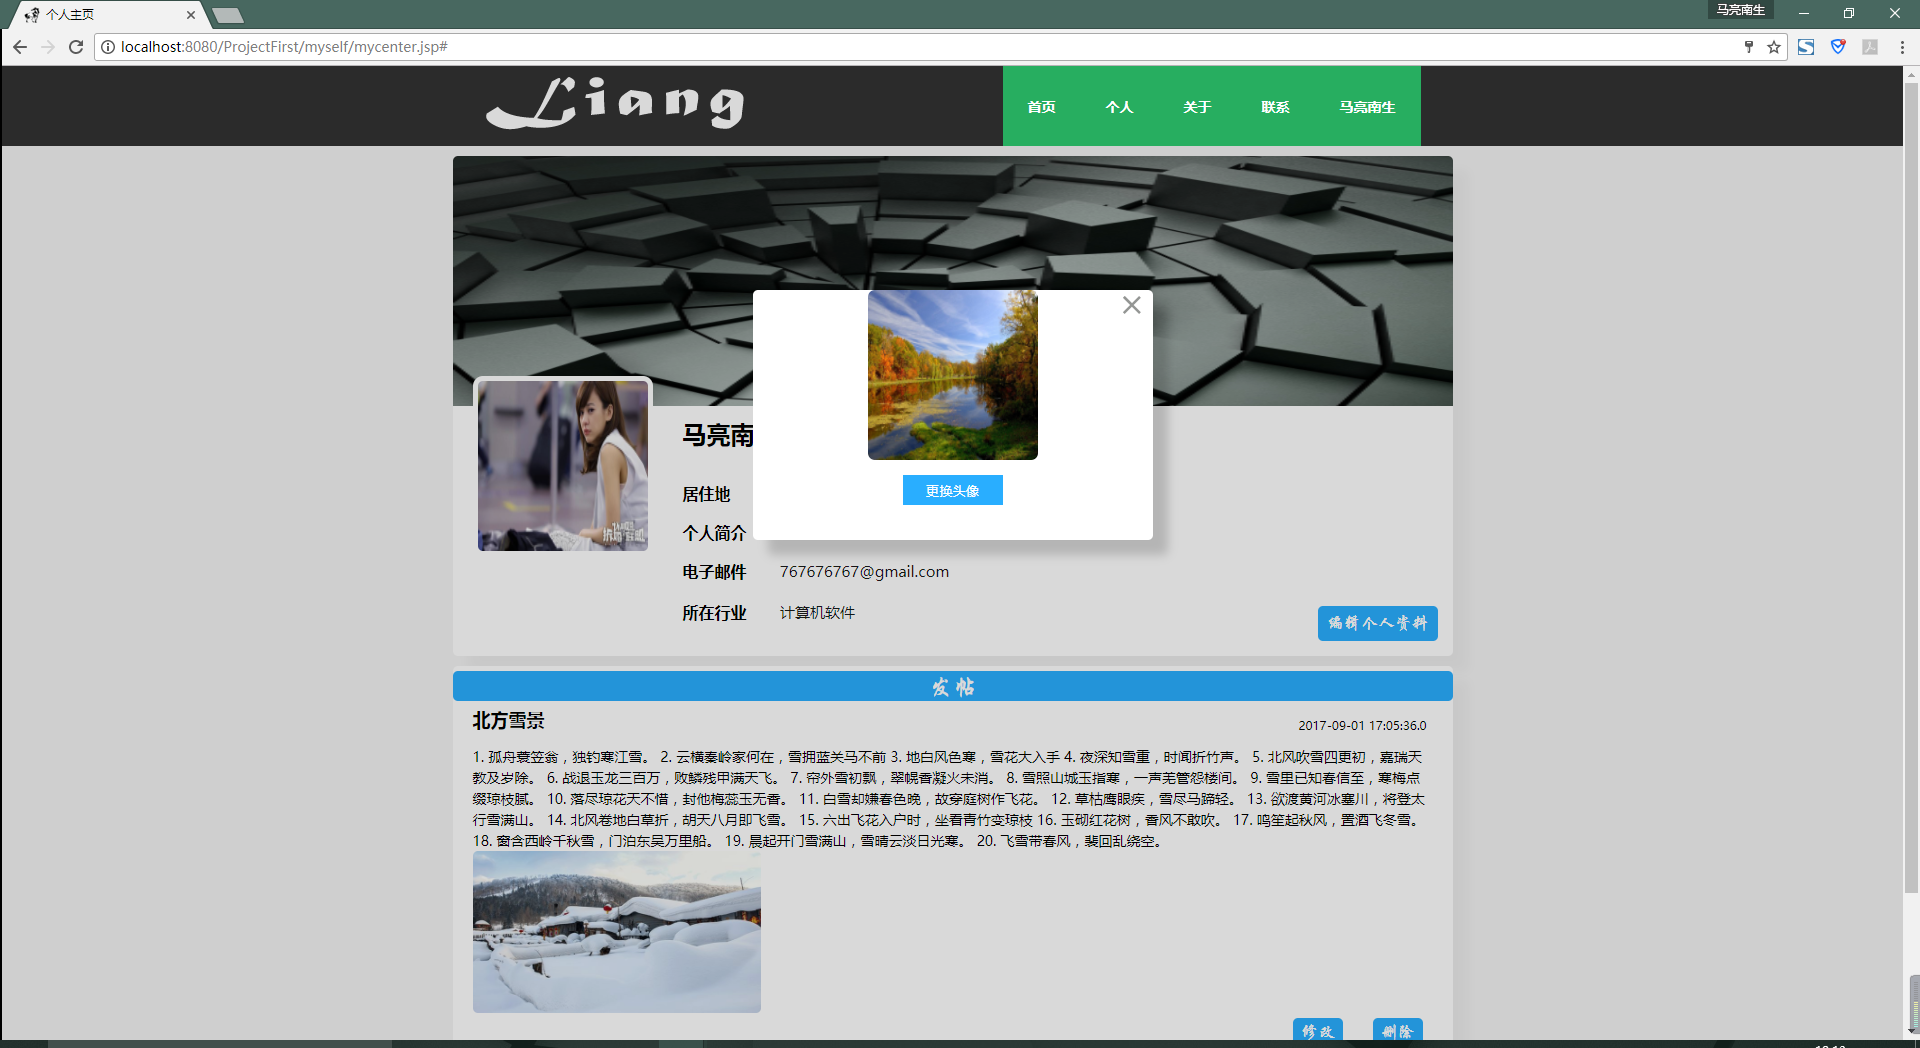 个人主页
马亮南生
localhost:8080/ProjectFirst/myself/mycenter.jsp#
Liang
首页 个人 关于 联系 马亮南生
马亮南
更换头像
居住地
个人简介
电子邮件 767676767@gmail.com
所在行业 计算机软件
编辑个人资料
发帖
北方雪景
2017-09-01 17:05:36.0
1. 孤舟蓑笠翁，独钓寒江雪。 2. 云横秦岭家何在，雪拥蓝关马不前 3. 地白风色寒，雪花大入手 4. 夜深知雪重，时闻折竹声。 5. 北风吹雪四更初，嘉瑞天
教及岁除。 6. 战退玉龙三百万，败鳞残甲满天飞。 7. 帘外雪初飘，翠幌香凝火未消。 8. 雪照山城玉指寒，一声羌管怨楼间。 9. 雪里已知春信至，寒梅点
缀琼枝腻。 10. 落尽琼花天不惜，封他梅蕊玉无香。 11. 白雪却嫌春色晚，故穿庭树作飞花。 12. 草枯鹰眼疾，雪尽马蹄轻。 13. 欲渡黄河冰塞川，将登太
行雪满山。 14. 北风卷地白草折，胡天八月即飞雪。 15. 六出飞花入户时，坐看青竹变琼枝 16. 玉砌红花树，香风不敢吹。 17. 鸣笙起秋风，置酒飞冬雪。
18. 窗含西岭千秋雪，门泊东吴万里船。 19. 晨起开门雪满山，雪晴云淡日光寒。 20. 飞雪带春风，裴回乱绕空。
修改 删除